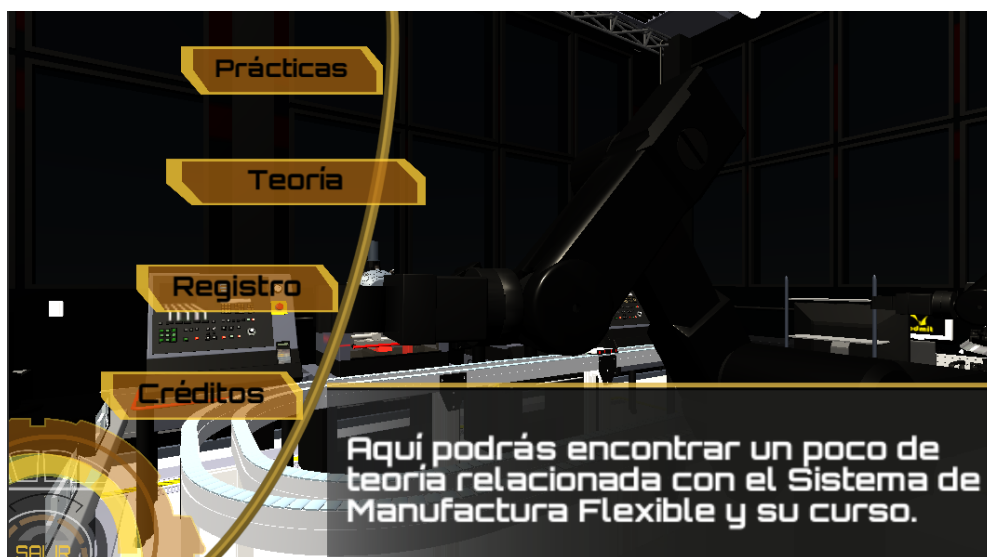 Prácticas
Teoría
Registro
Créditos
Aquí podrás encontrar un poco de
teoría relacionada con el Sistema de
Manufactura Flexible y su curso.
SALIR